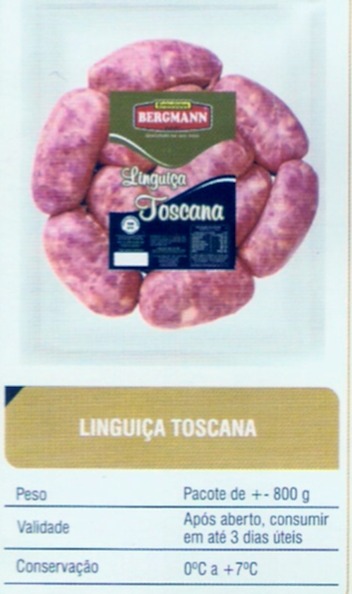 BERGMANN
Linguiça
Toscana
LINGUIÇA TOSCANA
Peso Pacote de +- 800 g
Validade Após aberto, consumir
em até 3 dias úteis
Conservação 0ºC a +7ºC